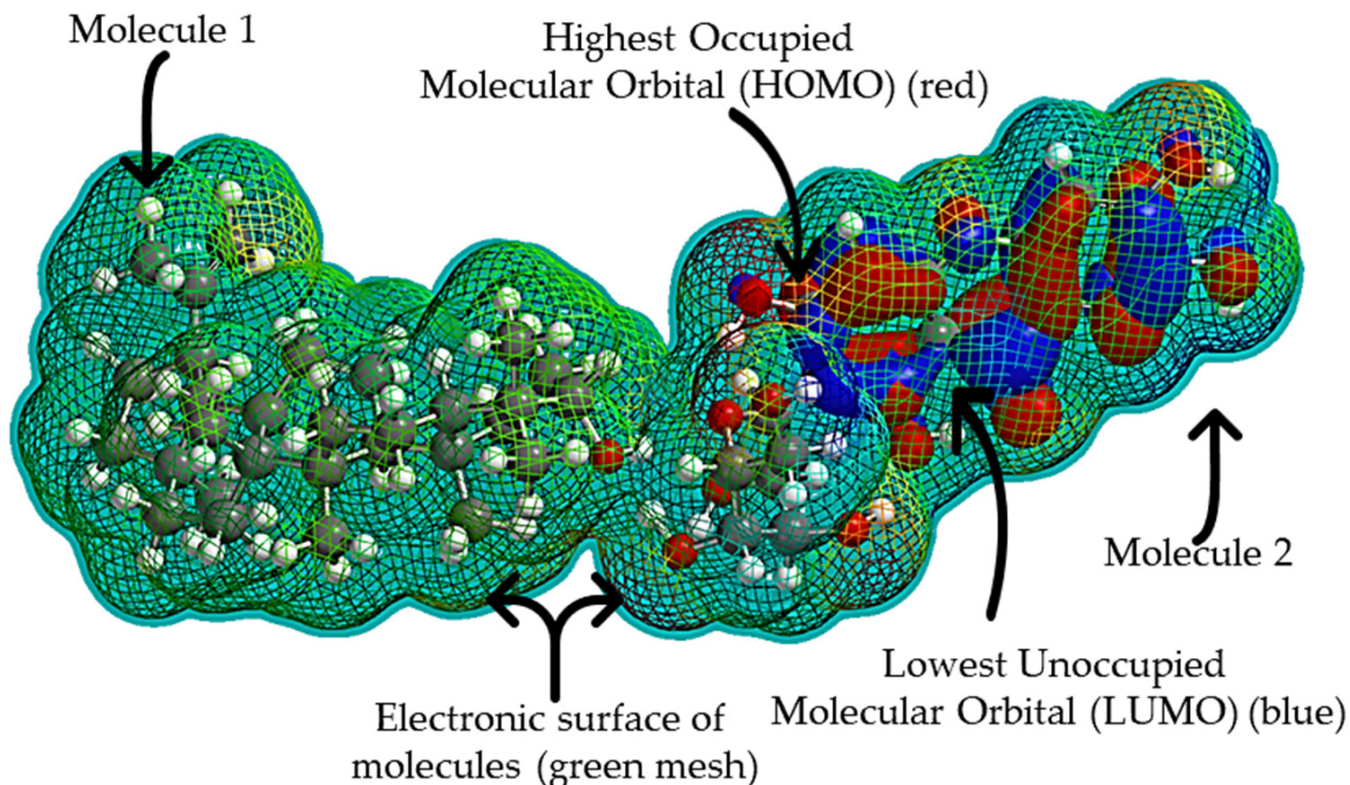 Molecule 1
Highest Occupied
Molecular Orbital (HOMO) (red)
Molecule 2
Lowest Unoccupied
Molecular Orbital (LUMO) (blue)
Electronic surface of
molecules (green mesh)